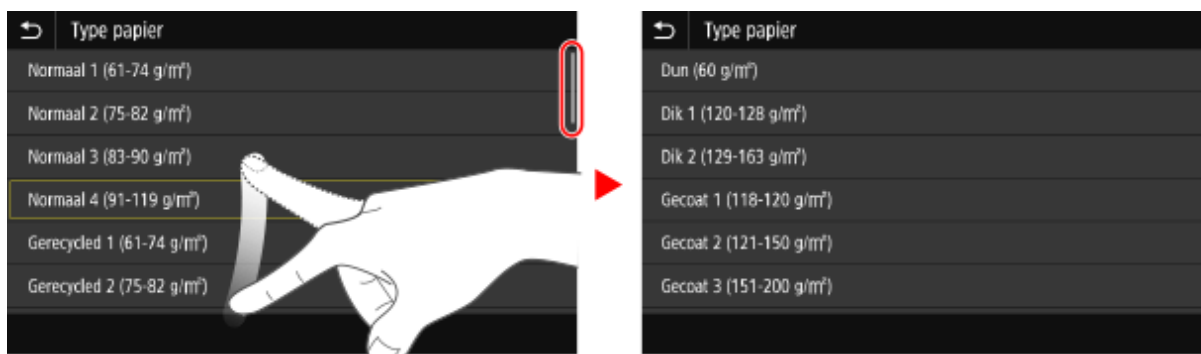 Type papier
Normaal 1 (61-74 g/m²)
Normaal 2 (75-82 g/m²)
Normaal 3 (83-90 g/m²)
Normaal 4 (91-119 g/m²)
Gerecycled 1 (61-74 g/m²)
Gerecycled 2 (75-82 g/m²)
Type papier
Dun (60 g/m²)
Dik 1 (120-128 g/m²)
Dik 2 (129-163 g/m²)
Gecoat 1 (118-120 g/m²)
Gecoat 2 (121-150 g/m²)
Gecoat 3 (151-200 g/m²)